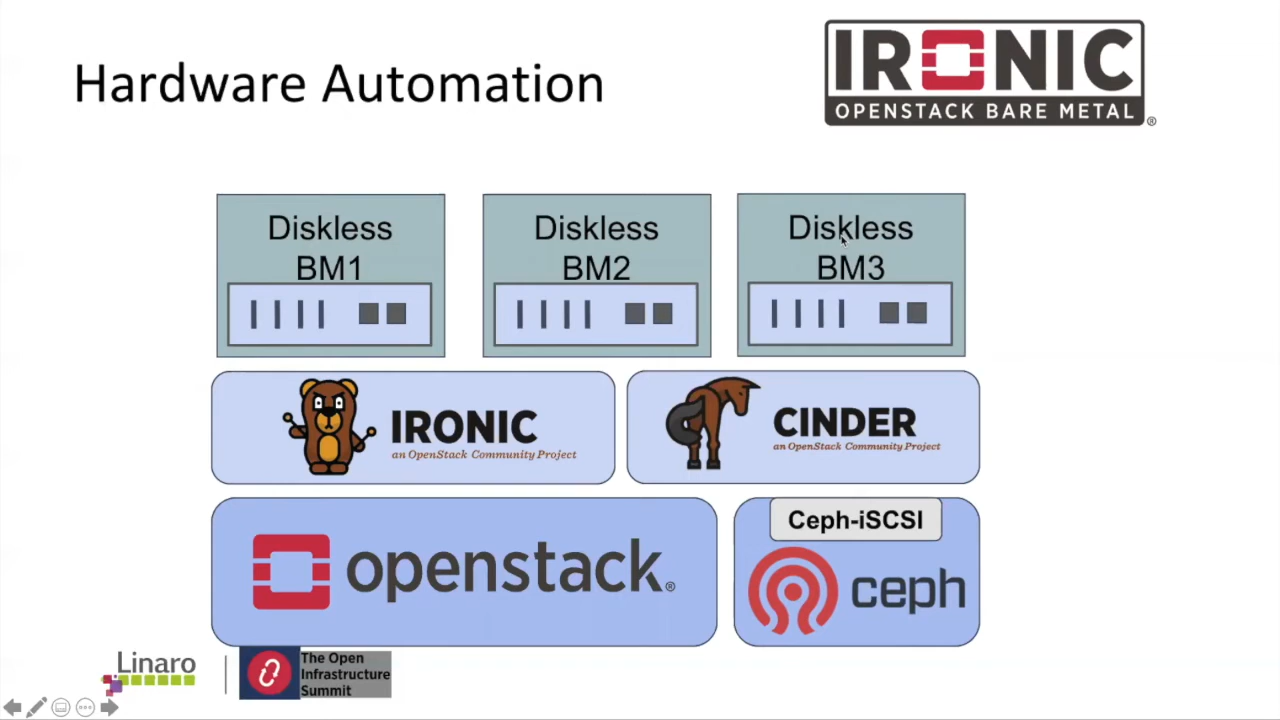 Hardware Automation
IRONIC
OPENSTACK BARE METAL®
Diskless
BM1
Diskless
BM2
Diskless
BM3
IRONIC
an OpenStack Community Project
CINDER
an OpenStack Community Project
openstack®
Ceph-iSCSI
ceph
Linaro
The Open
Infrastructure
Summit